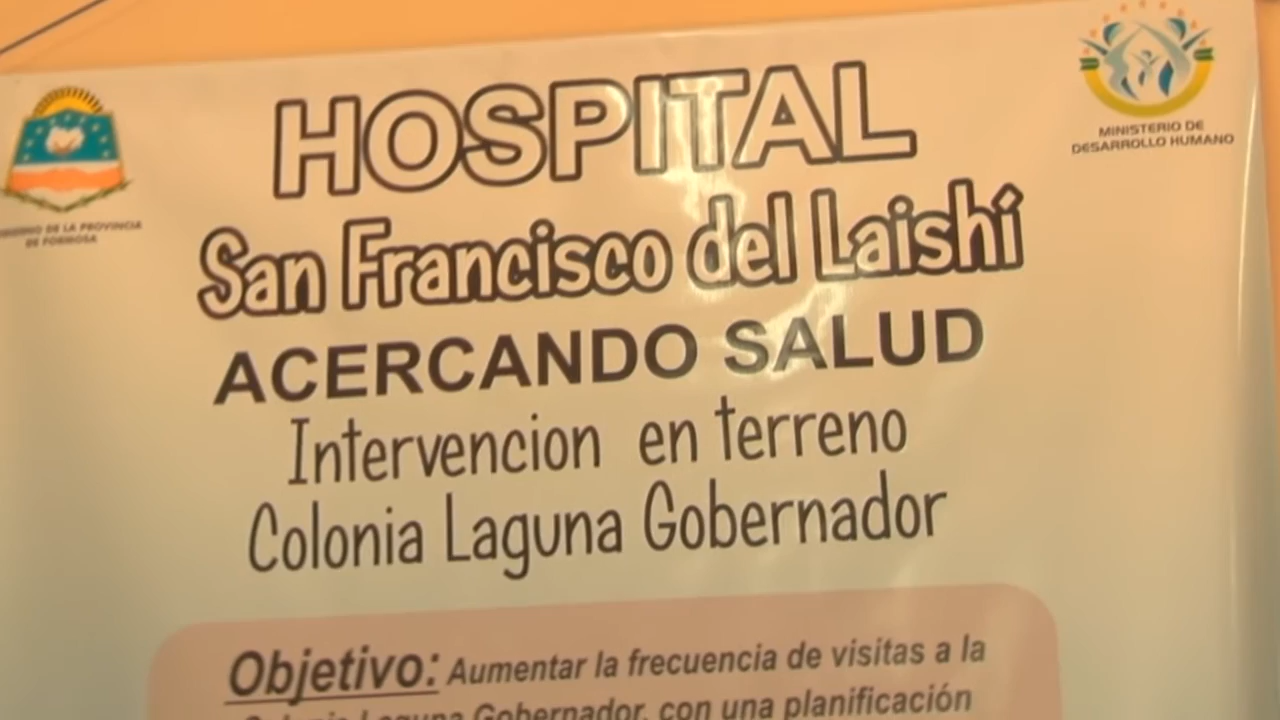 HOSPITAL
San Francisco del Laishí
ACERCANDO SALUD
Intervencion en terreno
Colonia Laguna Gobernador
Objetivo: Aumentar la frecuencia de visitas a la
Colonia Laguna Gobernador, con una planificación
DE LA PROVINCIA
DE FORMOSA
MINISTERIO DE
DESARROLLO HUMANO